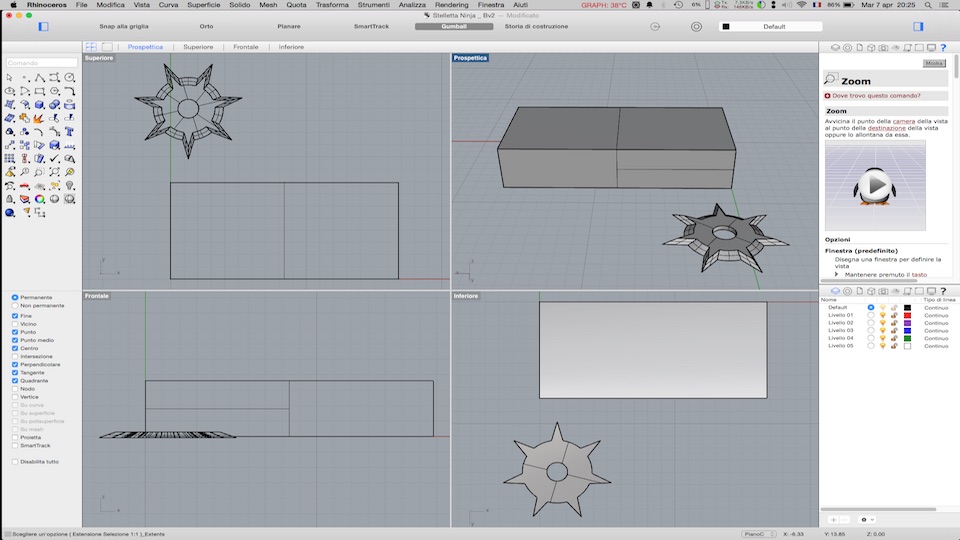 Rhinoceros File Modifica Vista Curva Superficie Solido Mesh Quota Trasforma Strumenti Analizza Rendering Finestra Aiuto GRAPH: 38°C 6% 86% Mar 7 apr 20:25
Stelletta Ninja _ Bv2 — Modificato
Snap alla griglia Orto Planare SmartTrack Gumball Storia di costruzione Default
Prospettica Superiore Frontale Inferiore
Comando
Superiore
Prospettica
Mostra
Zoom
Dove trovo questo comando?
Zoom
Avvicina il punto della camera della vista
al punto della destinazione della vista
oppure lo allontana da essa.
Opzioni
Finestra (predefinito)
Disegna una finestra per definire la
vista
Mantenere premuto il tasto
Frontale
Inferiore
Permanente
Non permanente
Fine
Vicino
Punto
Punto medio
Centro
Intersezione
Perpendicolare
Tangente
Quadrante
Nodo
Vertice
Su curva
Su superficie
Su polisuperficie
Su mesh
Proietta
SmartTrack
Disabilita tutto
Nome Tipo di linea
Default Continuo
Livello 01 Continuo
Livello 02 Continuo
Livello 03 Continuo
Livello 04 Continuo
Livello 05 Continuo
Scegliere un'opzione ( Estensione Selezione 1:1 )_Extents
PianoC X: -6.33 Y: 13.85 Z: 0.00